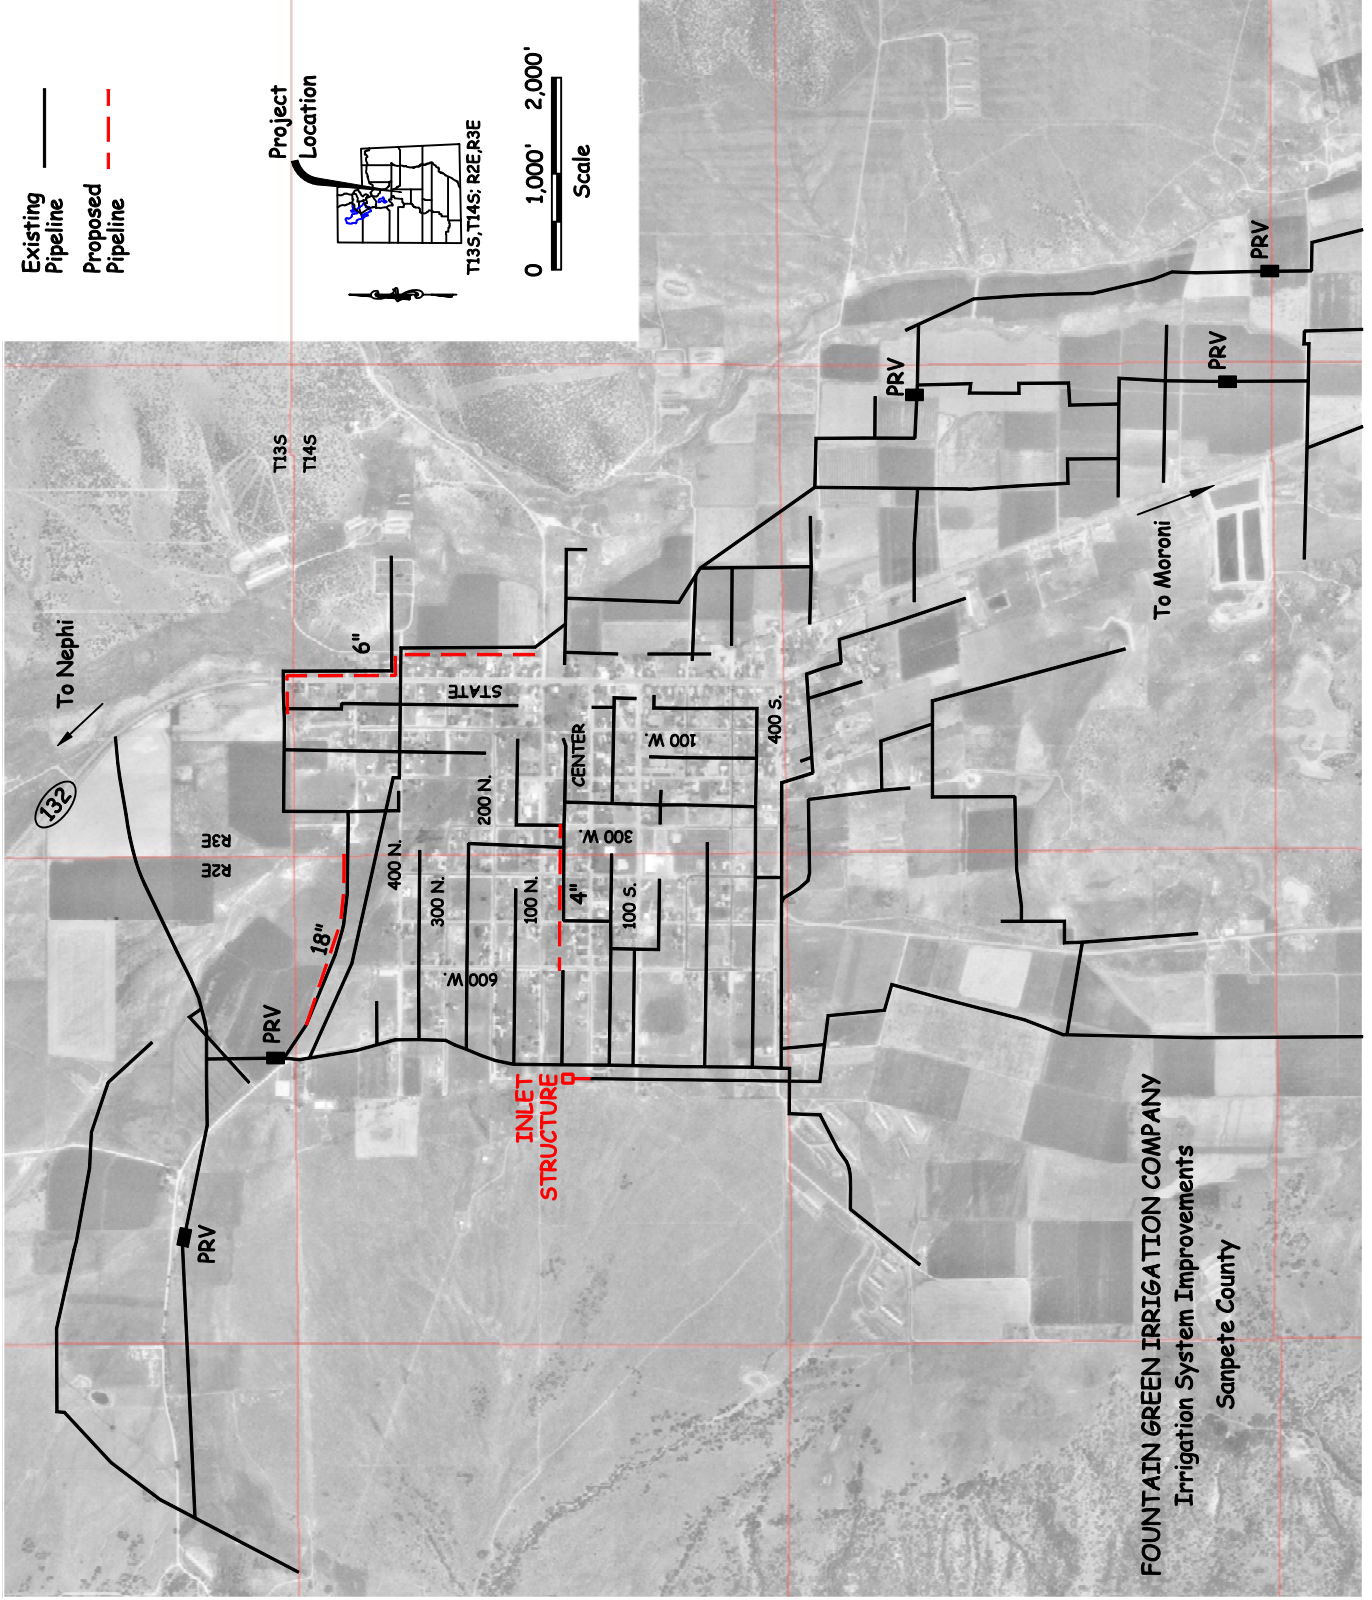 Existing
Pipeline
Proposed
Pipeline
Project
Location
T13S,T14S; R2E,R3E
0 1,000' 2,000'
Scale
To Nephi
132
T13S
T14S
R3E
R2E
6"
18"
4"
STATE
CENTER
100 W.
300 W.
600 W.
400 N.
300 N.
200 N.
100 N.
100 S.
400 S.
PRV
PRV
PRV
PRV
PRV
INLET
STRUCTURE
To Moroni
FOUNTAIN GREEN IRRIGATION COMPANY
Irrigation System Improvements
Sanpete County